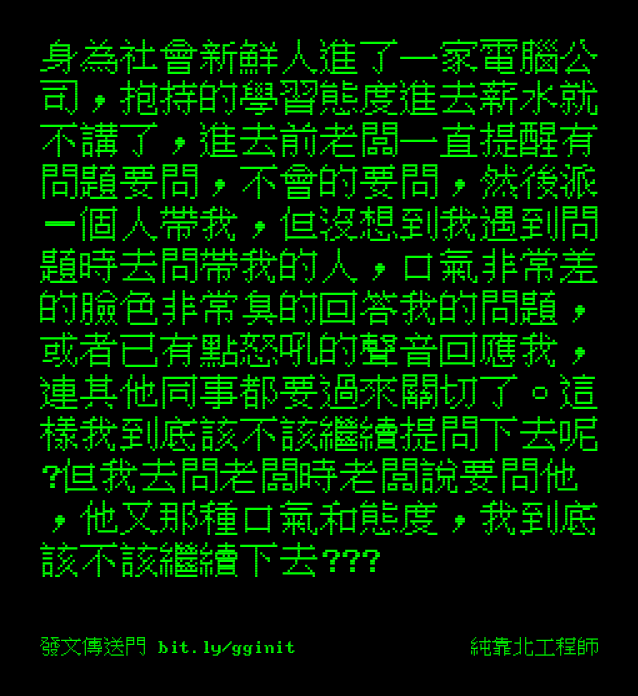 身為社會新鮮人進了一家電腦公
司，抱持的學習態度進去薪水就
不講了，進去前老闆一直提醒有
問題要問，不會的要問，然後派
一個人帶我，但沒想到我遇到問
題時去問帶我的人，口氣非常差
的臉色非常臭的回答我的問題，
或者已有點怒吼的聲音回應我，
連其他同事都要過來關切了。這
樣我到底該不該繼續提問下去呢
?但我去問老闆時老闆說要問他
，他又那種口氣和態度，我到底
該不該繼續下去???
發文傳送門 bit.ly/gginit
純靠北工程師